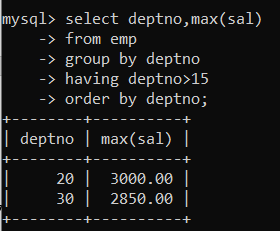 mysql> select deptno,max(sal)
    -> from emp
    -> group by deptno
    -> having deptno>15
    -> order by deptno;
+--------+----------+
| deptno | max(sal) |
+--------+----------+
|     20 |  3000.00 |
|     30 |  2850.00 |
+--------+----------+